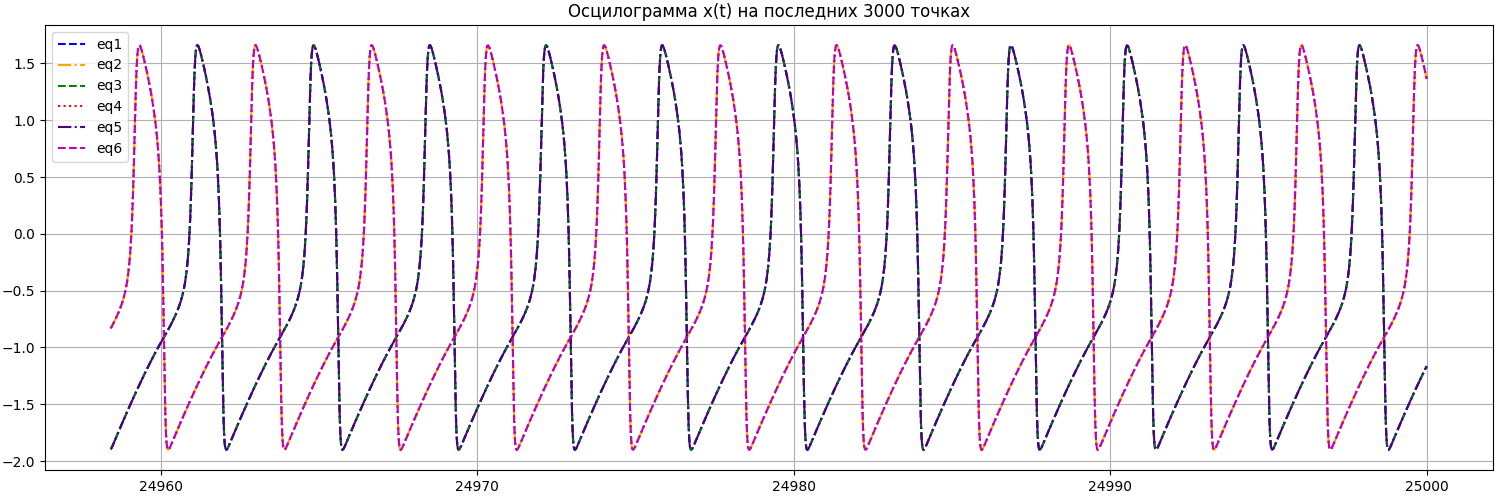 Осцилограмма x(t) на последних 3000 точках
eq1
eq2
eq3
eq4
eq5
eq6
1.5
1.0
0.5
0.0
−0.5
−1.0
−1.5
−2.0
24960
24970
24980
24990
25000